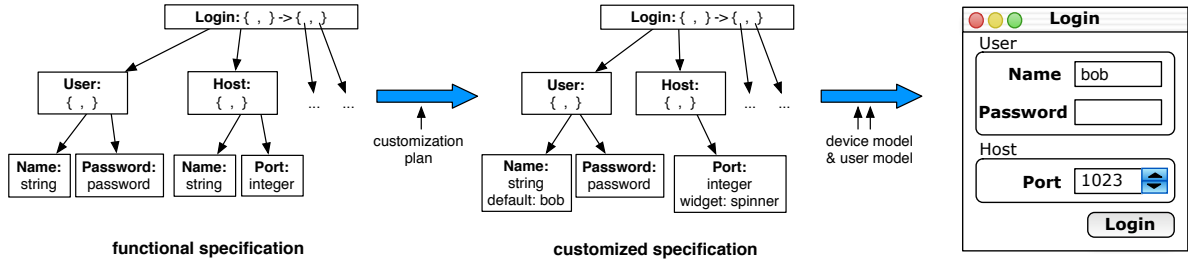 Login: { , } -> { , }
User:
{ , }
Host:
{ , }
...
...
Name:
string
Password:
password
Name:
string
Port:
integer
functional specification
customization
plan
Login: { , } -> { , }
User:
{ , }
Host:
{ , }
...
...
Name:
string
default: bob
Password:
password
Port:
integer
widget: spinner
customized specification
device model
& user model
Login
User
Name bob
Password
Host
Port 1023
Login